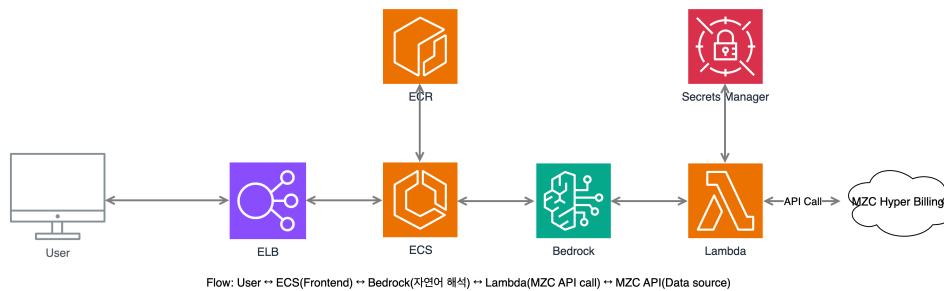 ECR
Secrets Manager
User
ELB
ECS
Bedrock
Lambda
API Call
MZC Hyper Billing
Flow: User ↔ ECS(Frontend) ↔ Bedrock(자연어 해석) ↔ Lambda(MZC API call) ↔ MZC API(Data source)